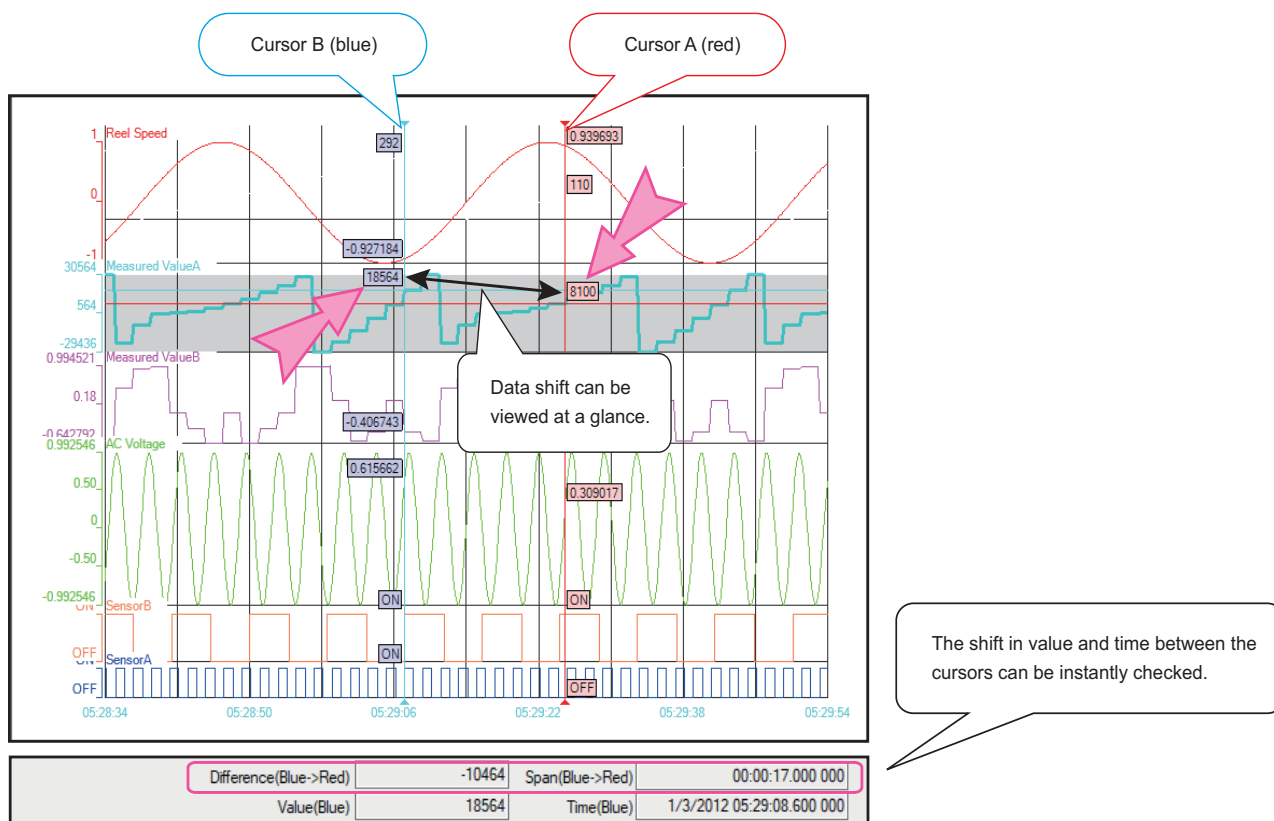 Cursor B (blue)
Cursor A (red)
1
Reel Speed
292
0.939693
0
110
-1
-0.927184
30564
Measured ValueA
18564
8100
564
-29436
0.994521
Measured ValueB
Data shift can be
viewed at a glance.
0.18
-0.406743
-0.642792
0.992546
AC Voltage
0.615662
0.50
0.309017
0
-0.50
-0.992546
ON
SensorB
ON
ON
OFF
ON
ON
SensorA
OFF
OFF
05:28:34
05:28:50
05:29:06
05:29:22
05:29:38
05:29:54
The shift in value and time between the
cursors can be instantly checked.
Difference(Blue->Red) -10464 Span(Blue->Red) 00:00:17.000 000
Value(Blue) 18564 Time(Blue) 1/3/2012 05:29:08.600 000